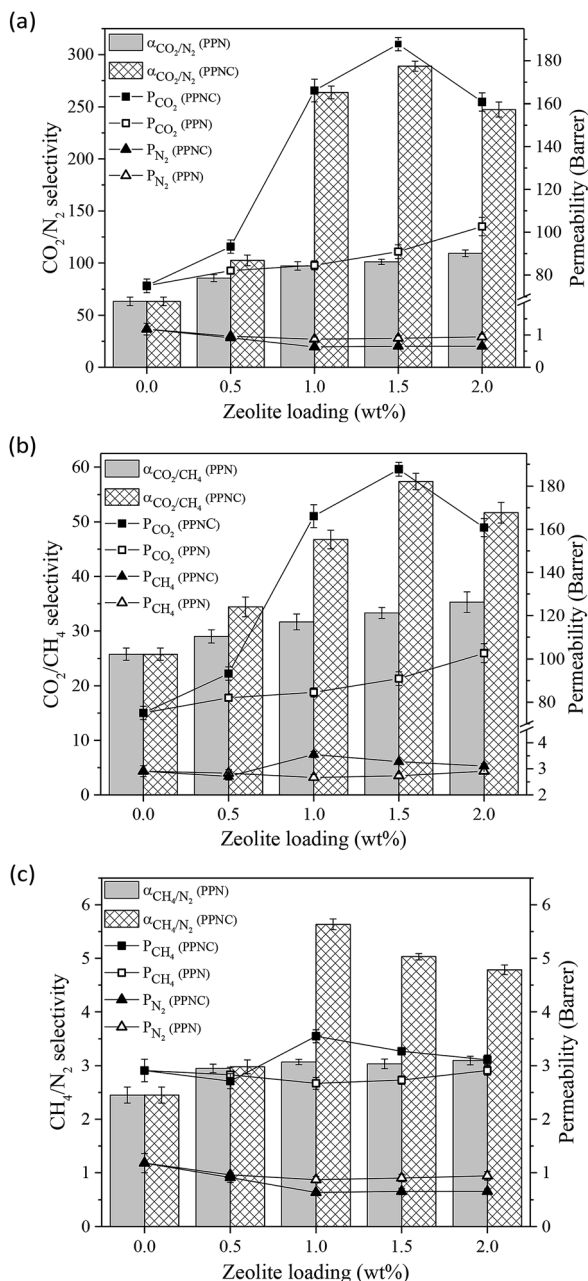 (a)
α_CO2/N2 (PPN)
α_CO2/N2 (PPNC)
P_CO2 (PPNC)
P_CO2 (PPN)
P_N2 (PPNC)
P_N2 (PPN)
300
250
200
150
100
50
0
CO2/N2 selectivity
180
160
140
120
100
80
1
0
Permeability (Barrer)
0.0 0.5 1.0 1.5 2.0
Zeolite loading (wt%)
(b)
α_CO2/CH4 (PPN)
α_CO2/CH4 (PPNC)
P_CO2 (PPNC)
P_CO2 (PPN)
P_CH4 (PPNC)
P_CH4 (PPN)
60
50
40
30
20
10
0
CO2/CH4 selectivity
180
160
140
120
100
80
4
3
2
Permeability (Barrer)
0.0 0.5 1.0 1.5 2.0
Zeolite loading (wt%)
(c)
α_CH4/N2 (PPN)
α_CH4/N2 (PPNC)
P_CH4 (PPNC)
P_CH4 (PPN)
P_N2 (PPNC)
P_N2 (PPN)
6
5
4
3
2
1
0
CH4/N2 selectivity
6
5
4
3
2
1
0
Permeability (Barrer)
0.0 0.5 1.0 1.5 2.0
Zeolite loading (wt%)